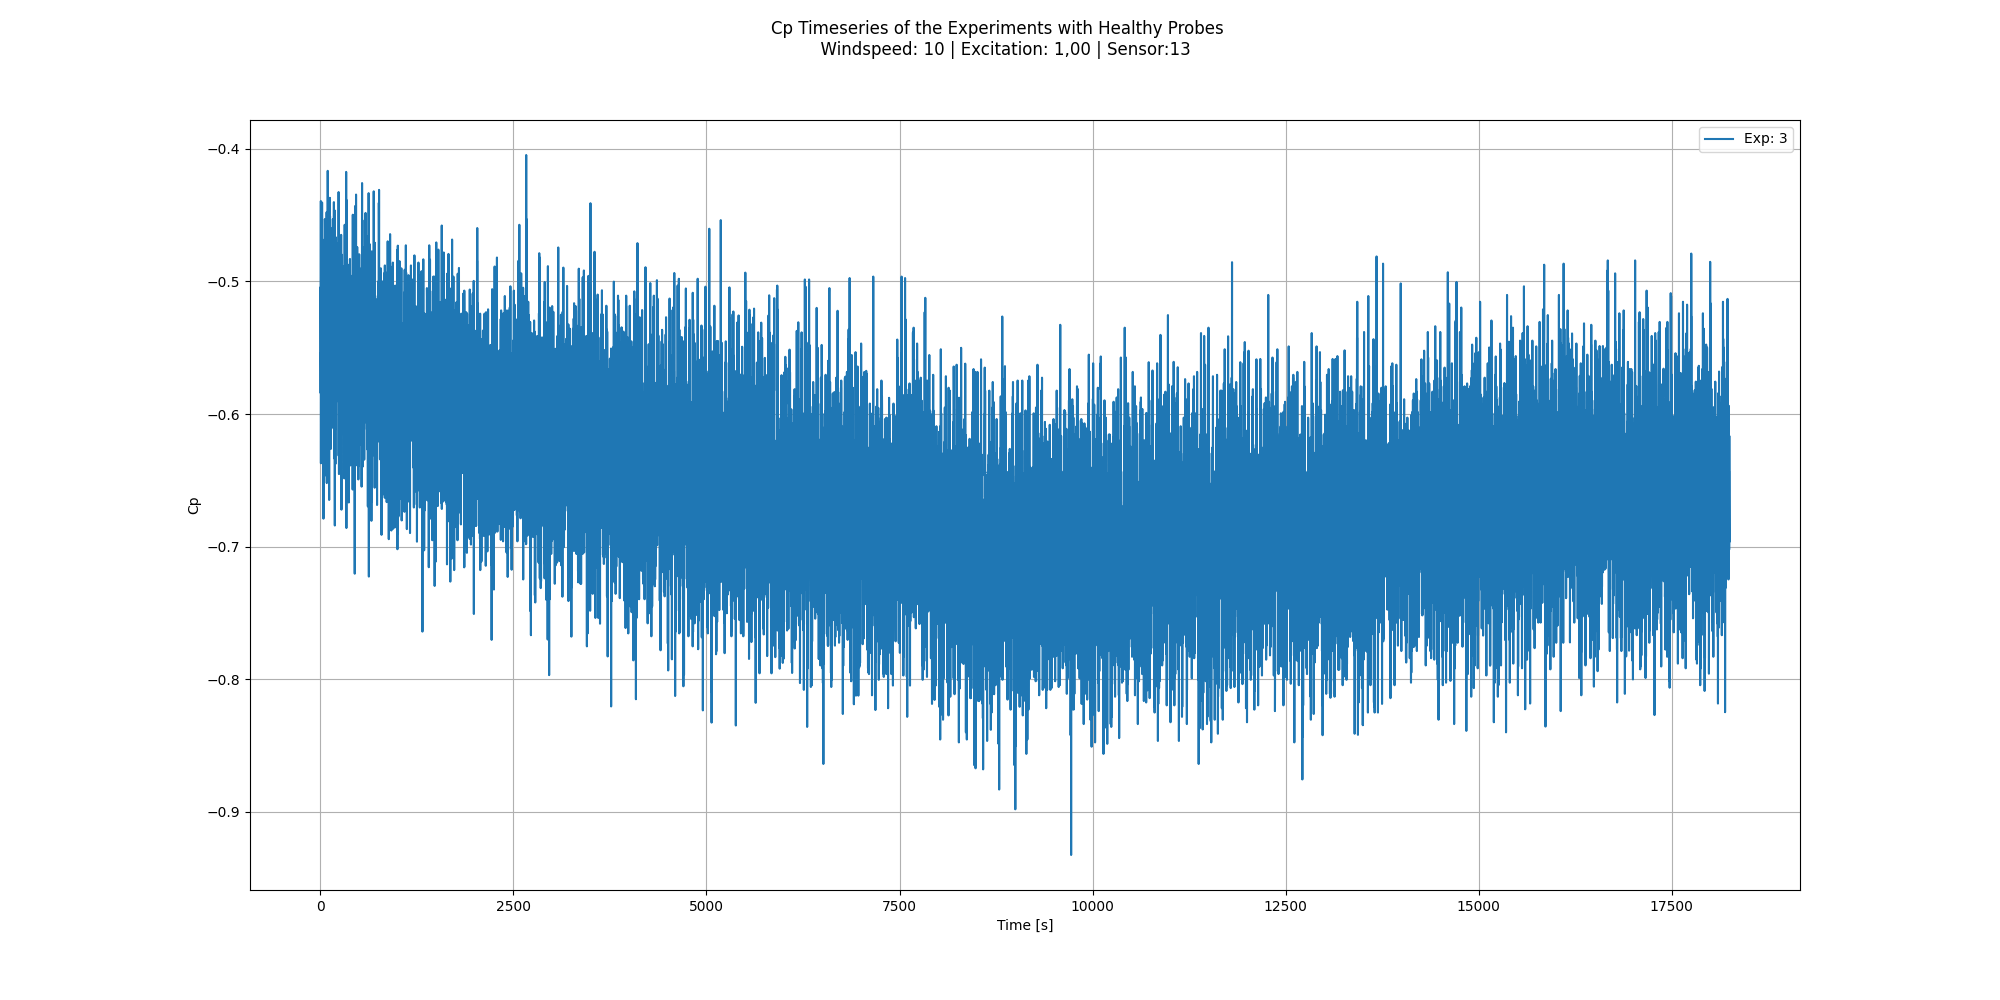 Cp Timeseries of the Experiments with Healthy Probes
Windspeed: 10 | Excitation: 1,00 | Sensor:13
Exp: 3
−0.4
−0.5
−0.6
−0.7
−0.8
−0.9
Cp
0 2500 5000 7500 10000 12500 15000 17500
Time [s]